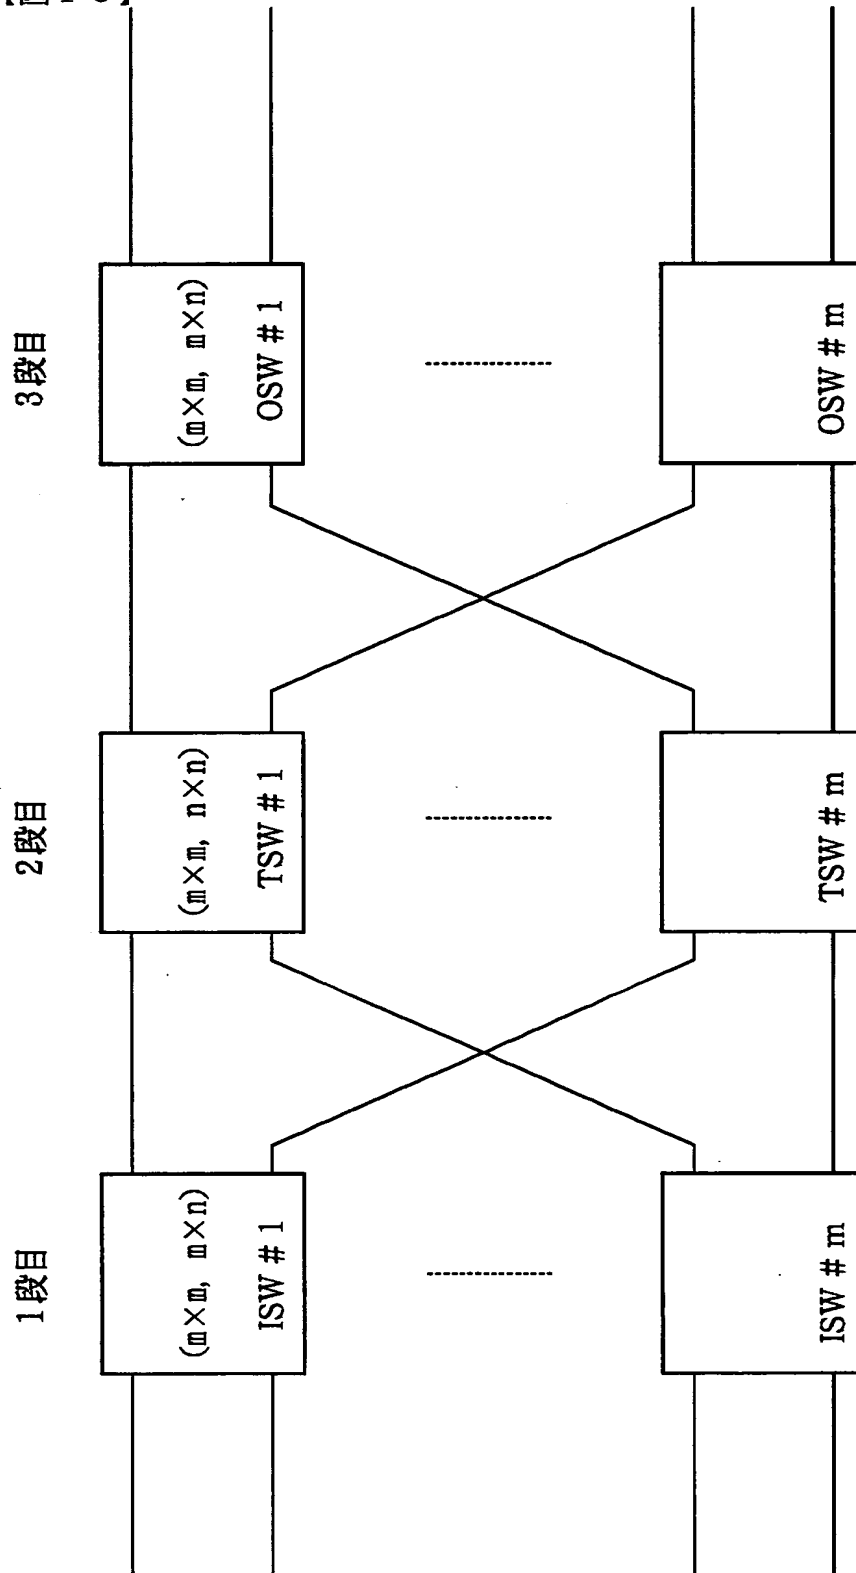 1段目
2段目
3段目
(m×m, m×n)
ISW # 1
(m×m, n×n)
TSW # 1
(m×m, m×n)
OSW # 1
ISW # m
TSW # m
OSW # m